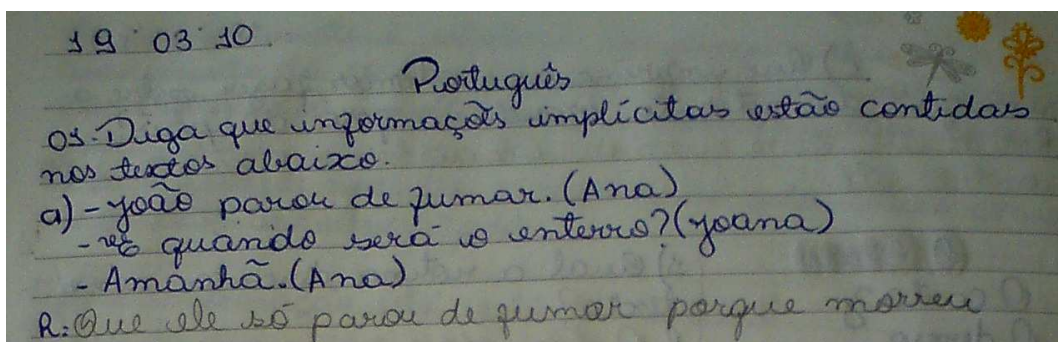 19 03 10
Português
01. Diga que informações implícitas estão contidas
nos textos abaixo.
a) - João parou de fumar. (Ana)
- E quando será o enterro? (Joana)
- Amanhã. (Ana)
R: Que ele só parou de fumar porque morreu